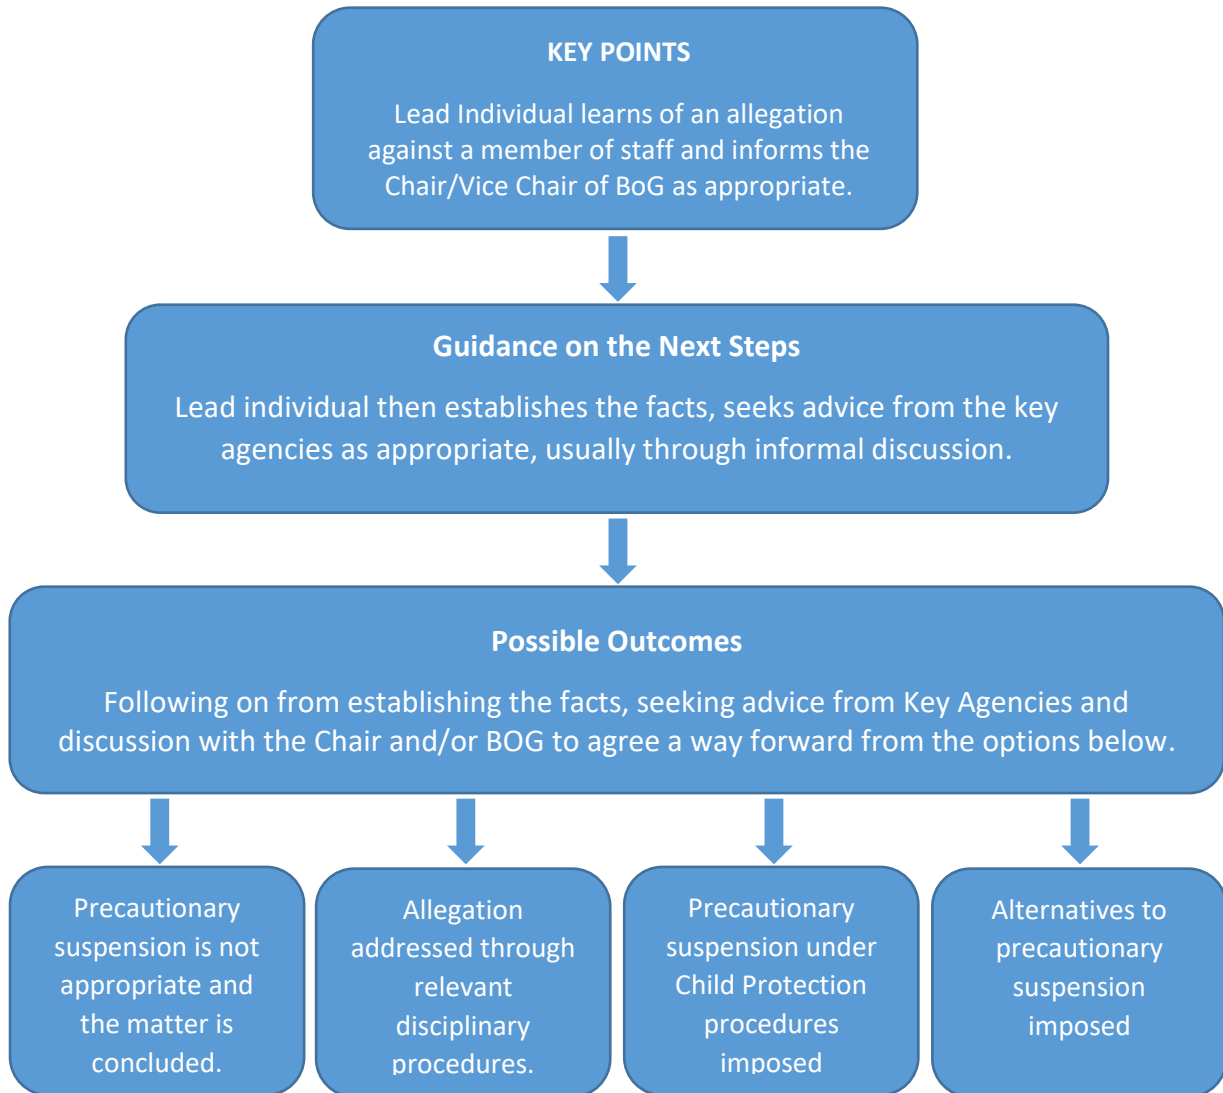 KEY POINTS
Lead Individual learns of an allegation
against a member of staff and informs the
Chair/Vice Chair of BoG as appropriate.
Guidance on the Next Steps
Lead individual then establishes the facts, seeks advice from the key
agencies as appropriate, usually through informal discussion.
Possible Outcomes
Following on from establishing the facts, seeking advice from Key Agencies and
discussion with the Chair and/or BOG to agree a way forward from the options below.
Precautionary
suspension is not
appropriate and
the matter is
concluded.
Allegation
addressed through
relevant
disciplinary
procedures.
Precautionary
suspension under
Child Protection
procedures
imposed
Alternatives to
precautionary
suspension
imposed